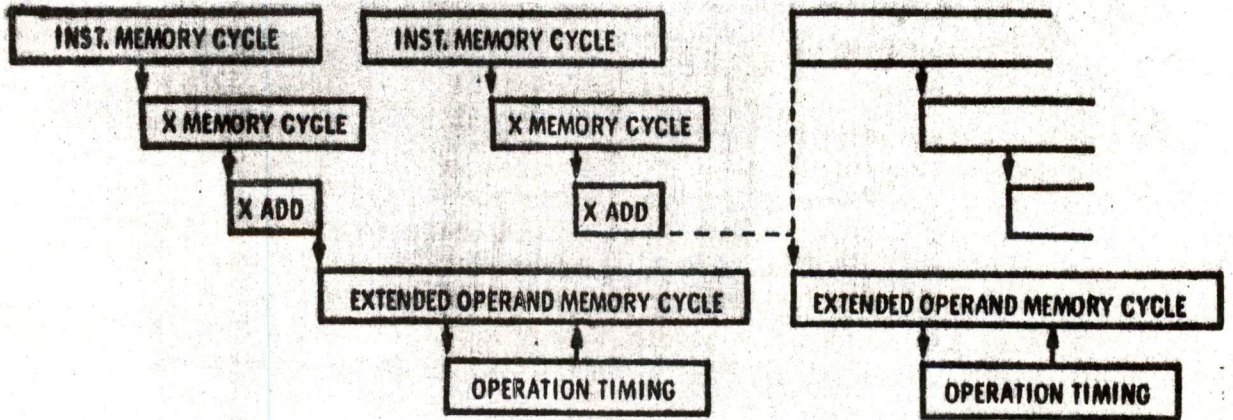 INST. MEMORY CYCLE
INST. MEMORY CYCLE
X MEMORY CYCLE
X MEMORY CYCLE
X ADD
X ADD
EXTENDED OPERAND MEMORY CYCLE
EXTENDED OPERAND MEMORY CYCLE
OPERATION TIMING
OPERATION TIMING